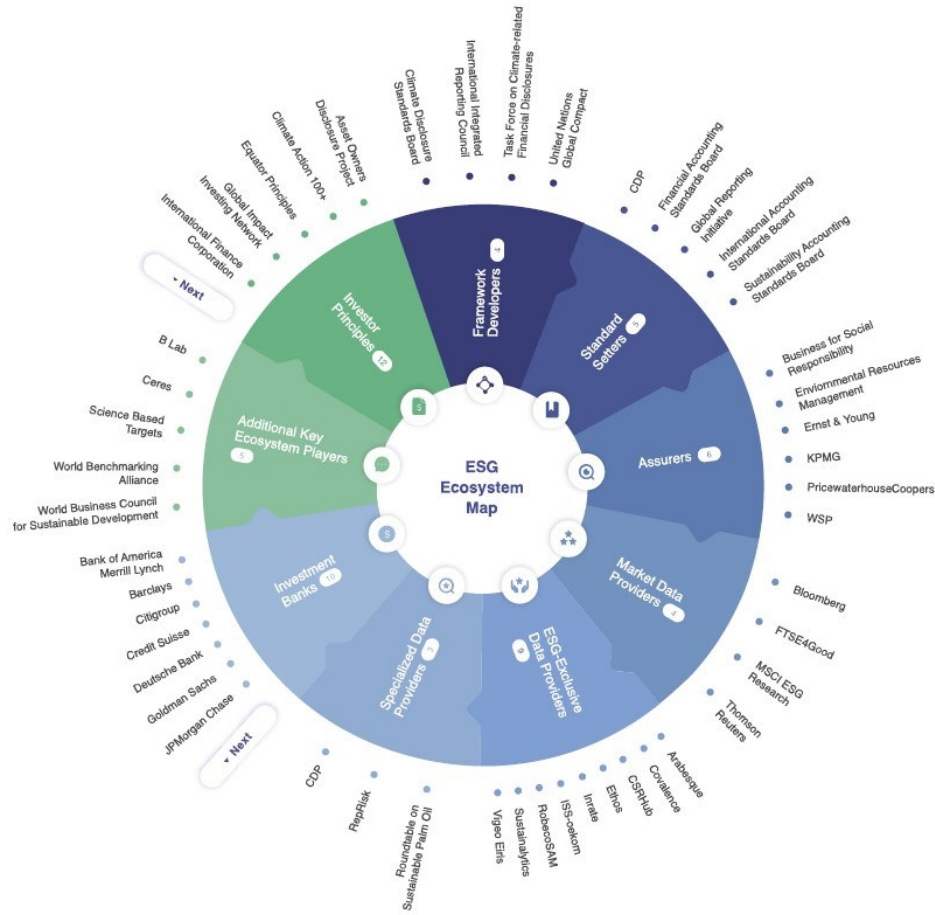 ESG
Ecosystem
Map
Framework
Developers
4
Climate Disclosure
Standards Board
International Integrated
Reporting Council
Task Force on Climate-related
Financial Disclosures
United Nations
Global Compact
Standard
Setters
5
CDP
Financial Accounting
Standards Board
Global Reporting
Initiative
International Accounting
Standards Board
Sustainability Accounting
Standards Board
Assurers
6
Business for Social
Responsibility
Enviornmental Resources
Management
Ernst & Young
KPMG
PricewaterhouseCoopers
WSP
Market Data
Providers
4
Bloomberg
FTSE4Good
MSCI ESG
Research
Thomson
Reuters
ESG-Exclusive
Data Providers
9
Arabesque
Covalence
CSRHub
Ethos
Inrate
ISS-oekom
RobecoSAM
Sustainalytics
Vigeo Eiris
Specialized Data
Providers
3
Roundtable on
Sustainable Palm Oil
RepRisk
CDP
Investment
Banks
10
Bank of America
Merrill Lynch
Barclays
Citigroup
Credit Suisse
Deutsche Bank
Goldman Sachs
JPMorgan Chase
Next
Additional Key
Ecosystem Players
5
B Lab
Ceres
Science Based
Targets
World Benchmarking
Alliance
World Business Council
for Sustainable Development
Investor
Principles
12
Asset Owners
Disclosure Project
Climate Action 100+
Equator Principles
Global Impact
Investing Network
International Finance
Corporation
Next